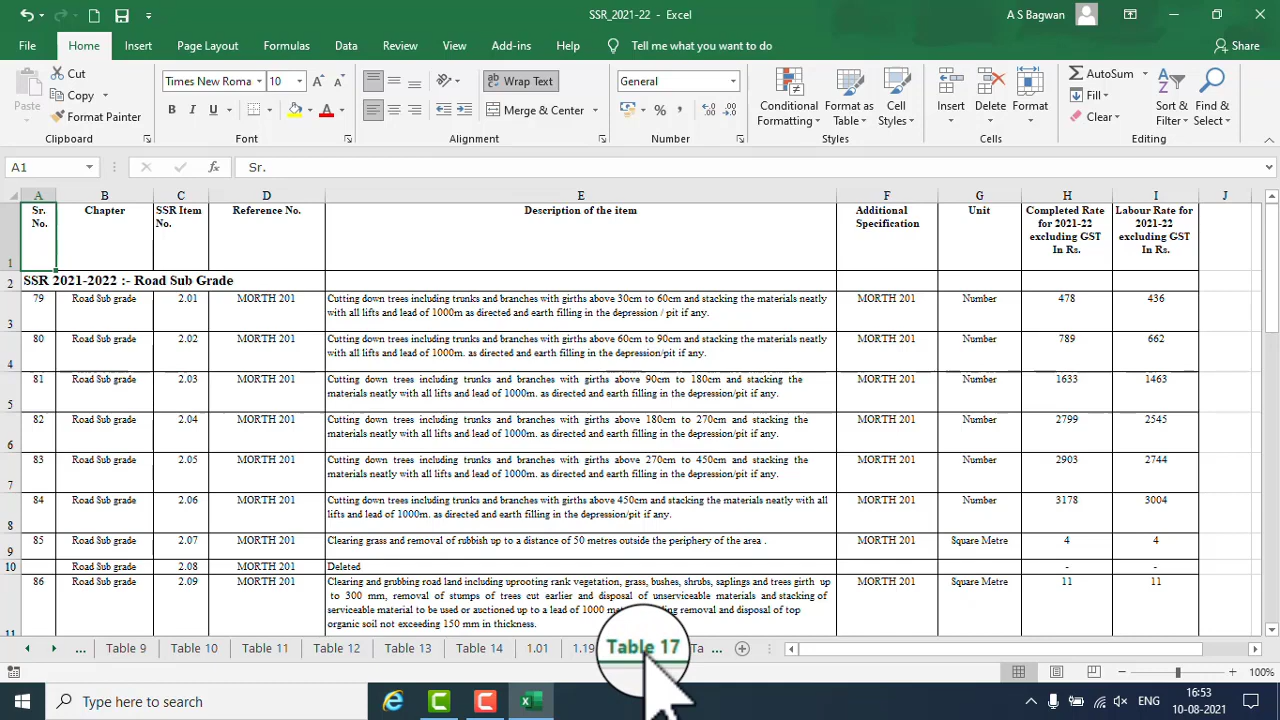 SSR_2021-22 - Excel
A S Bagwan
File Home Insert Page Layout Formulas Data Review View Add-ins Help Tell me what you want to do Share
Paste
Cut
Copy
Format Painter
Clipboard
Times New Roma 10
B I U
Font
Wrap Text
Merge & Center
Alignment
General
Number
Conditional Formatting
Format as Table
Cell Styles
Styles
Insert Delete Format
Cells
AutoSum
Fill
Clear
Sort & Filter
Find & Select
Editing
A1 fx Sr.
A B C D E F G H I J
1 Sr. No. Chapter SSR Item No. Reference No. Description of the item Additional Specification Unit Completed Rate for 2021-22 excluding GST In Rs. Labour Rate for 2021-22 excluding GST In Rs.
2 SSR 2021-2022 :- Road Sub Grade
3 79 Road Sub grade 2.01 MORTH 201 Cutting down trees including trunks and branches with girths above 30cm to 60cm and stacking the materials neatly
with all lifts and lead of 1000m as directed and earth filling in the depression / pit if any. MORTH 201 Number 478 436
4 80 Road Sub grade 2.02 MORTH 201 Cutting down trees including trunks and branches with girths above 60cm to 90cm and stacking the materials neatly
with all lifts and lead of 1000m. as directed and earth filling in the depression/pit if any. MORTH 201 Number 789 662
5 81 Road Sub grade 2.03 MORTH 201 Cutting down trees including trunks and branches with girths above 90cm to 180cm and stacking the
materials neatly with all lifts and lead of 1000m. as directed and earth filling in the depression/pit if any. MORTH 201 Number 1633 1463
6 82 Road Sub grade 2.04 MORTH 201 Cutting down trees including trunks and branches with girths above 180cm to 270cm and stacking the
materials neatly with all lifts and lead of 1000m. as directed and earth filling in the depression/pit if any. MORTH 201 Number 2799 2545
7 83 Road Sub grade 2.05 MORTH 201 Cutting down trees including trunks and branches with girths above 270cm to 450cm and stacking the
materials neatly with all lifts and lead of 1000m. as directed and earth filling in the depression/pit if any. MORTH 201 Number 2903 2744
8 84 Road Sub grade 2.06 MORTH 201 Cutting down trees including trunks and branches with girths above 450cm and stacking the materials neatly with all
lifts and lead of 1000m. as directed and earth filling in the depression/pit if any. MORTH 201 Number 3178 3004
9 85 Road Sub grade 2.07 MORTH 201 Clearing grass and removal of rubbish up to a distance of 50 metres outside the periphery of the area . MORTH 201 Square Metre 4 4
10 Road Sub grade 2.08 Deleted - -
11 86 Road Sub grade 2.09 MORTH 201 Clearing and grubbing road land including uprooting rank vegetation, grass, bushes, shrubs, saplings and trees girth up
to 300 mm, removal of stumps of trees cut earlier and disposal of unserviceable materials and stacking of
serviceable material to be used or auctioned up to a lead of 1000 removal and disposal of top
organic soil not exceeding 150 mm in thickness. MORTH 201 Square Metre 11 11
... Table 9 Table 10 Table 11 Table 12 Table 13 Table 14 1.01 1.19 Table 17 Ta ...
100%
Type here to search
ENG
16:53
10-08-2021